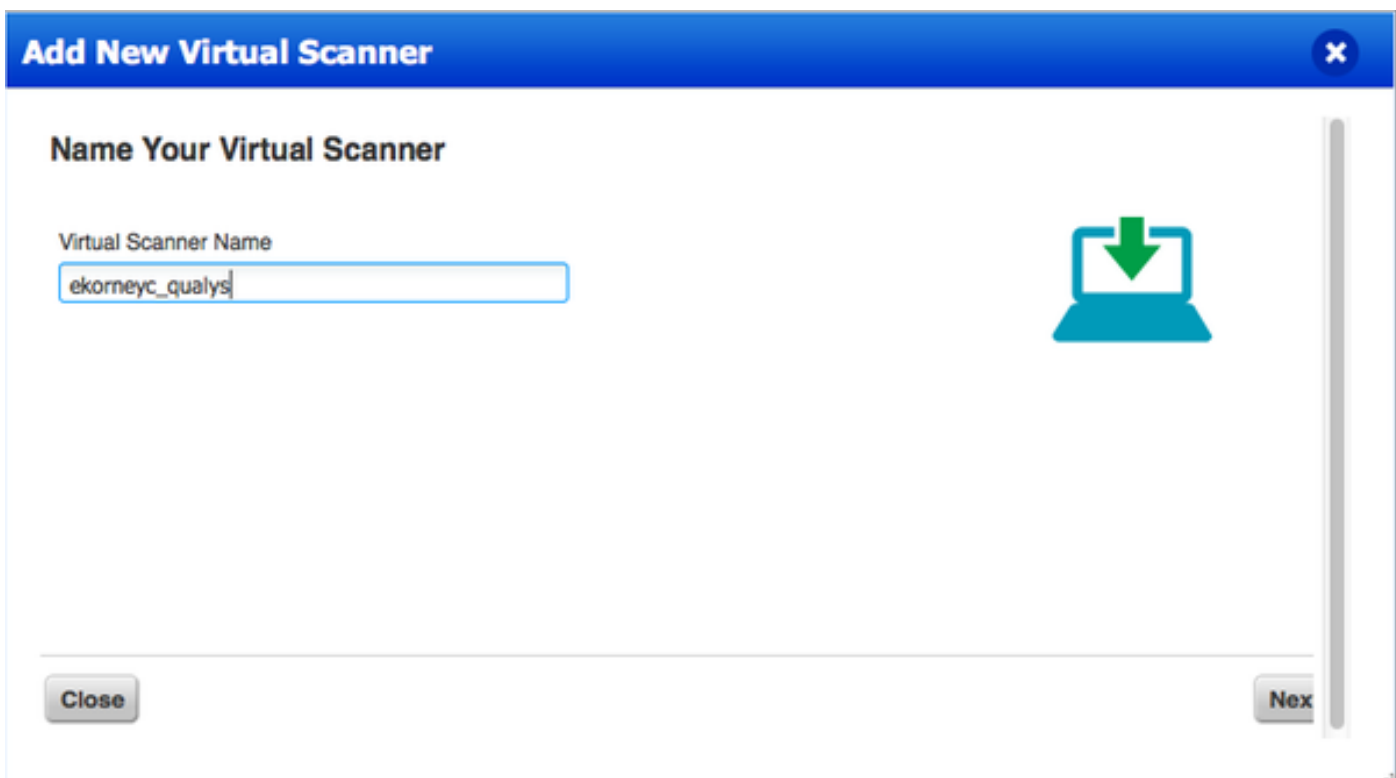 Add New Virtual Scanner
Name Your Virtual Scanner
Virtual Scanner Name
ekorneyc_qualys
Close
Nex